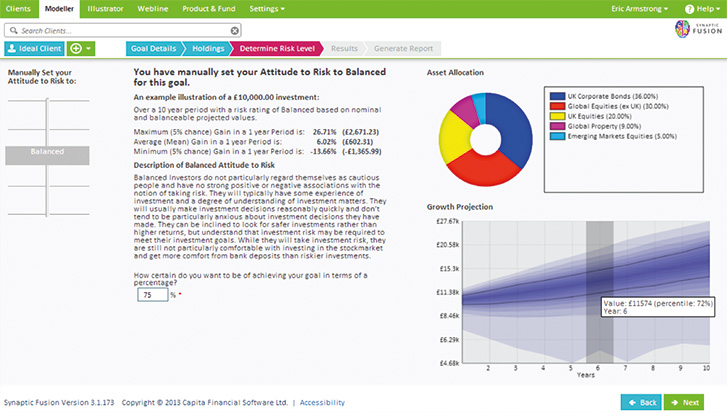 Clients Modeller Illustrator Webline Product & Fund Settings Eric Armstrong Help
Search Clients...
SYNAPTIC
FUSION
Ideal Client
Goal Details Holdings Determine Risk Level Results Generate Report
Manually Set your
Attitude to Risk to:
Balanced
You have manually set your Attitude to Risk to Balanced
for this goal.
An example illustration of a £10,000.00 investment:
Over a 10 year period with a risk rating of Balanced based on nominal
and balanceable projected values.
Maximum (5% chance) Gain in a 1 year Period is: 26.71% (£2,671.23)
Average (Mean) Gain in a 1 year Period is: 6.02% (£602.31)
Minimum (5% chance) Gain in a 1 year Period is: -13.66% (-£1,365.99)
Description of Balanced Attitude to Risk
Balanced Investors do not particularly regard themselves as cautious
people and have no strong positive or negative associations with the
notion of taking risk. They will typically have some experience of
investment and a degree of understanding of investment matters. They
will usually make investment decisions reasonably quickly and don't
tend to be particularly anxious about investment decisions they have
made. They can be inclined to look for safer investments rather than
higher returns, but understand that investment risk may be required to
meet their investment goals. While they will take investment risk, they
are still not particularly comfortable with investing in the stockmarket
and get more comfort from bank deposits than riskier investments.
How certain do you want to be of achieving your goal in terms of a
percentage?
75 % *
Asset Allocation
UK Corporate Bonds (36.00%)
Global Equities (ex UK) (30.00%)
UK Equities (20.00%)
Global Property (9.00%)
Emerging Markets Equities (5.00%)
Growth Projection
£27.67k
£20.58k
£15.3k
£11.38k
£8.46k
£6.29k
£4.68k
Value: £11574 (percentile: 72%)
Year: 6
2 3 4 5 6 7 8 9 10
Years
Synaptic Fusion Version 3.1.173 Copyright © 2013 Capita Financial Software Ltd. | Accessibility
Back Next